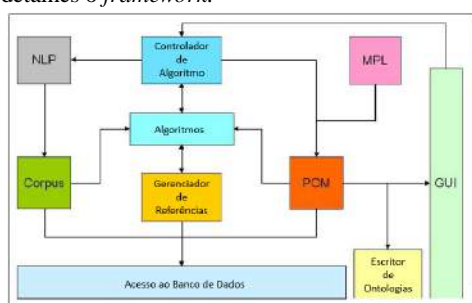 detalhes o framework.
NLP
Controlador
de
Algoritmo
MPL
Algoritmos
Corpus
Gerenciador
de
Referências
POM
GUI
Escritor
de
Ontologias
Acesso ao Banco de Dados